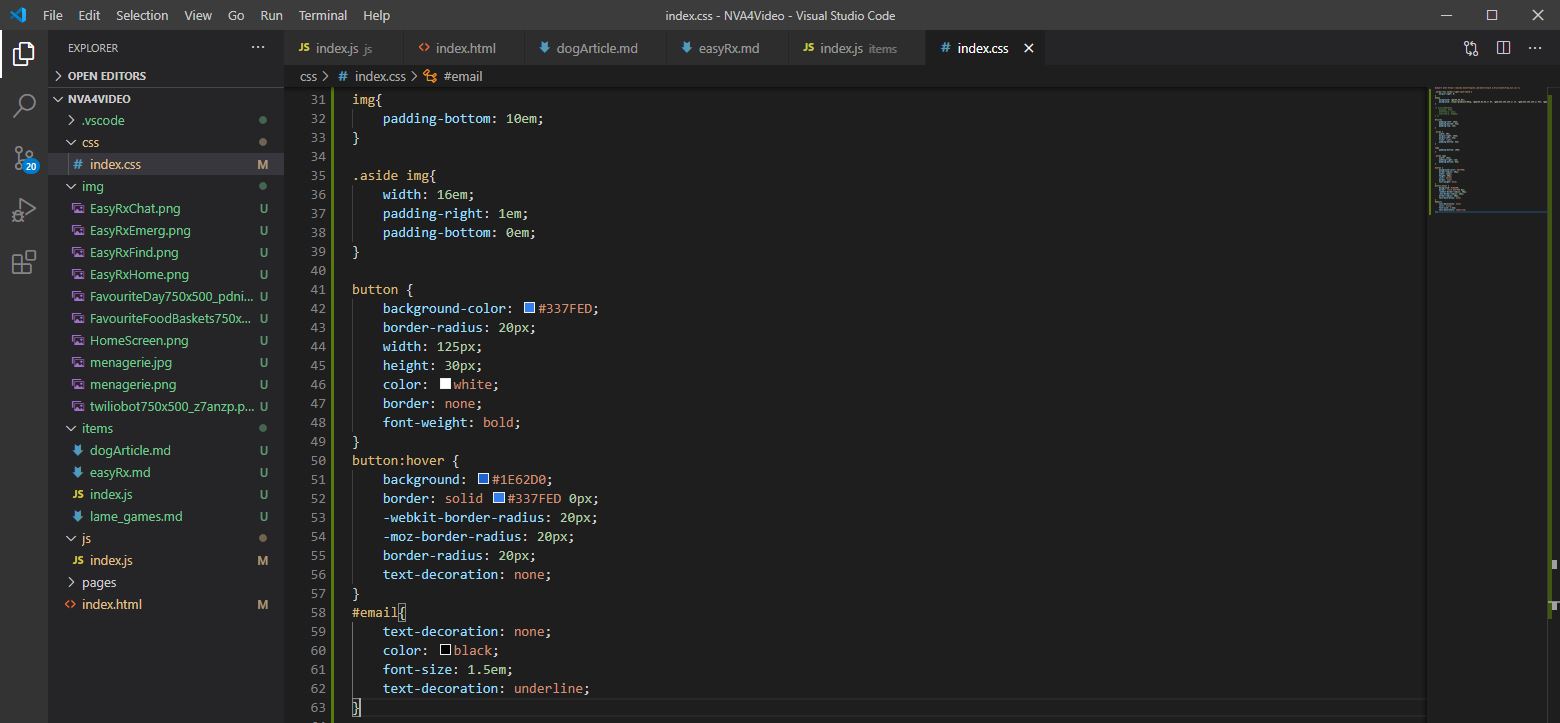 File Edit Selection View Go Run Terminal Help
index.css - NVA4Video - Visual Studio Code
EXPLORER
JS index.js js
<> index.html
dogArticle.md
easyRx.md
JS index.js items
# index.css
OPEN EDITORS
css > # index.css > #email
NVA4VIDEO
.vscode
css
# index.css M
20
img
EasyRxChat.png U
EasyRxEmerg.png U
EasyRxFind.png U
EasyRxHome.png U
FavouriteDay750x500_pdni... U
FavouriteFoodBaskets750x... U
HomeScreen.png U
menagerie.jpg U
menagerie.png U
twiliobot750x500_z7anzp.p... U
items
dogArticle.md U
easyRx.md U
JS index.js U
lame_games.md U
js
JS index.js M
pages
<> index.html M
31 img{
32 padding-bottom: 10em;
33 }
34
35 .aside img{
36 width: 16em;
37 padding-right: 1em;
38 padding-bottom: 0em;
39 }
40
41 button {
42 background-color: #337FED;
43 border-radius: 20px;
44 width: 125px;
45 height: 30px;
46 color: white;
47 border: none;
48 font-weight: bold;
49 }
50 button:hover {
51 background: #1E62D0;
52 border: solid #337FED 0px;
53 -webkit-border-radius: 20px;
54 -moz-border-radius: 20px;
55 border-radius: 20px;
56 text-decoration: none;
57 }
58 #email{
59 text-decoration: none;
60 color: black;
61 font-size: 1.5em;
62 text-decoration: underline;
63 }